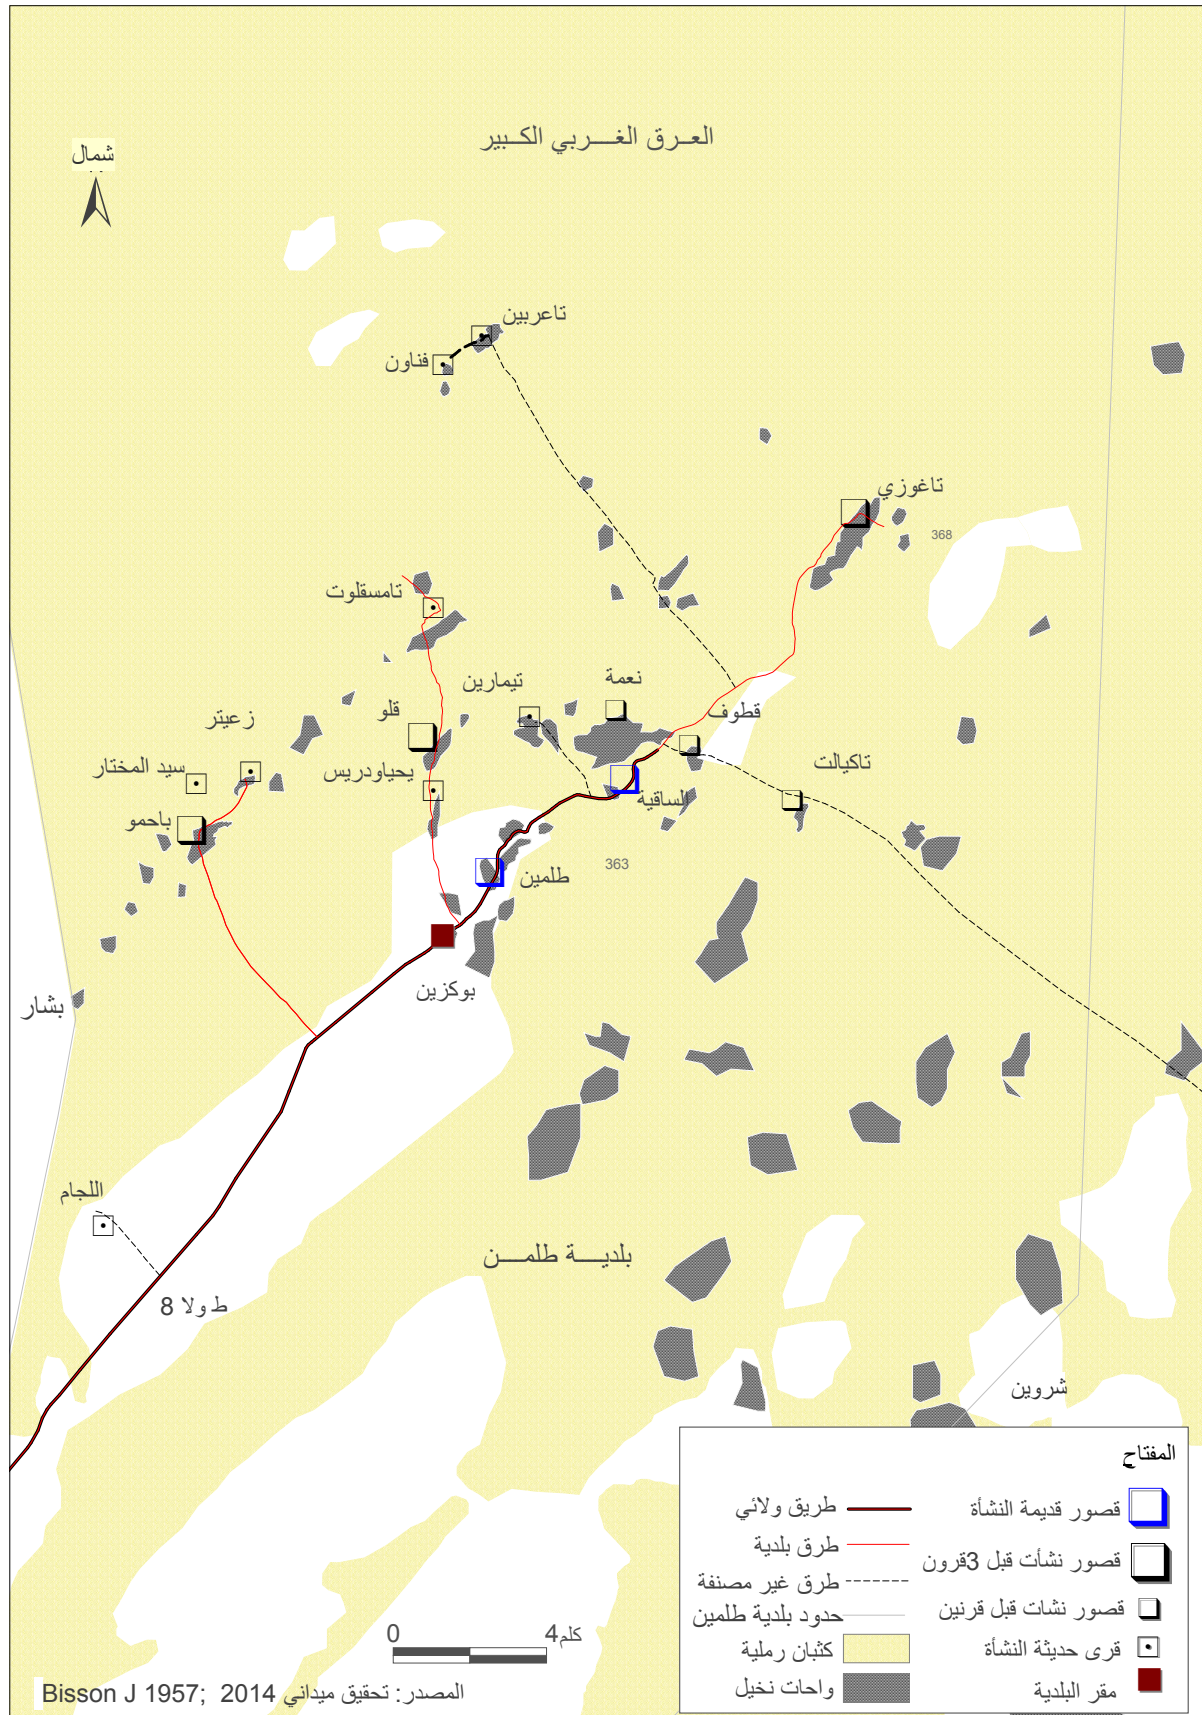 العـرق الغـــربي الكـبير
شمال
تاعربين
فناون
تاغوزي
368
تامسقلوت
تيمارين
نعمة
قطوف
قلو
زعيتر
تاكيالت
سيد المختار
يحياودريس
الساقية
باحمو
طلمين
363
بوكزين
بشار
اللجام
بلديـــة طلمـــن
ط ولا 8
شروين
المفتاح
قصور قديمة النشأة
طريق ولائي
قصور نشأت قبل 3قرون
طرق بلدية
طرق غير مصنفة
قصور نشات قبل قرنين
حدود بلدية طلمين
قرى حديثة النشأة
كثبان رملية
مقر البلدية
واحات نخيل
0 4كلم
المصدر: تحقيق ميداني 2014 ;Bisson J 1957